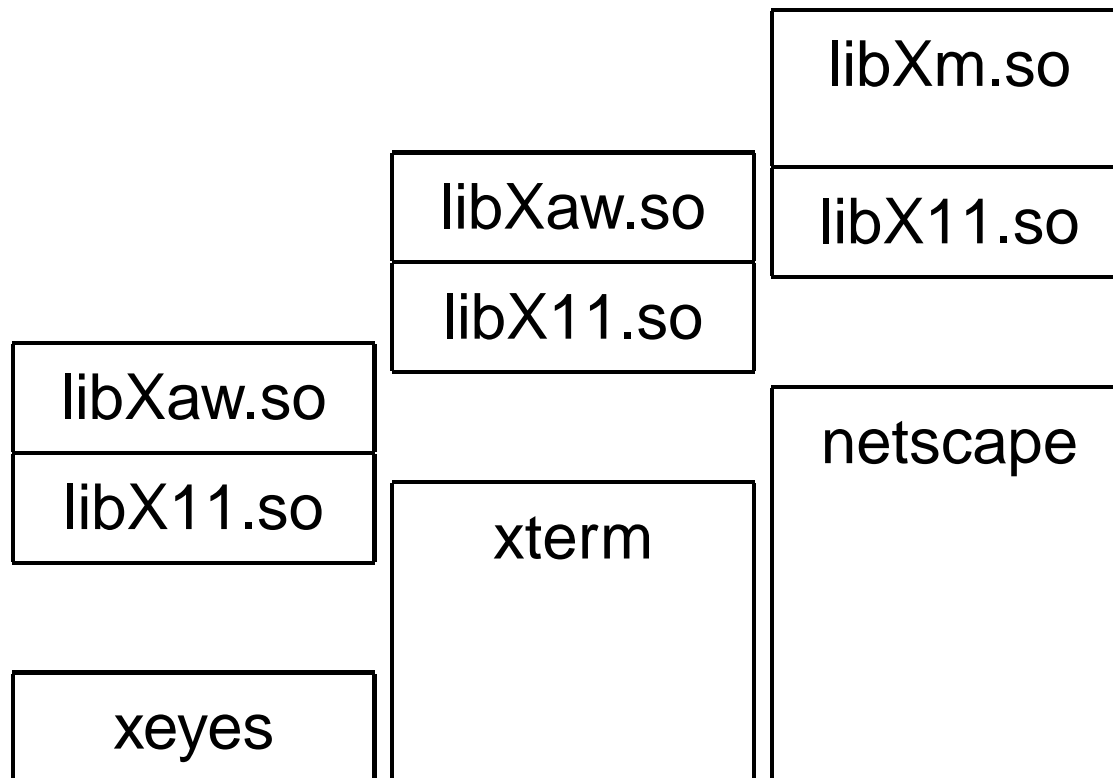 libXm.so
libXaw.so
libX11.so
libX11.so
libXaw.so
netscape
libX11.so
xterm
xeyes